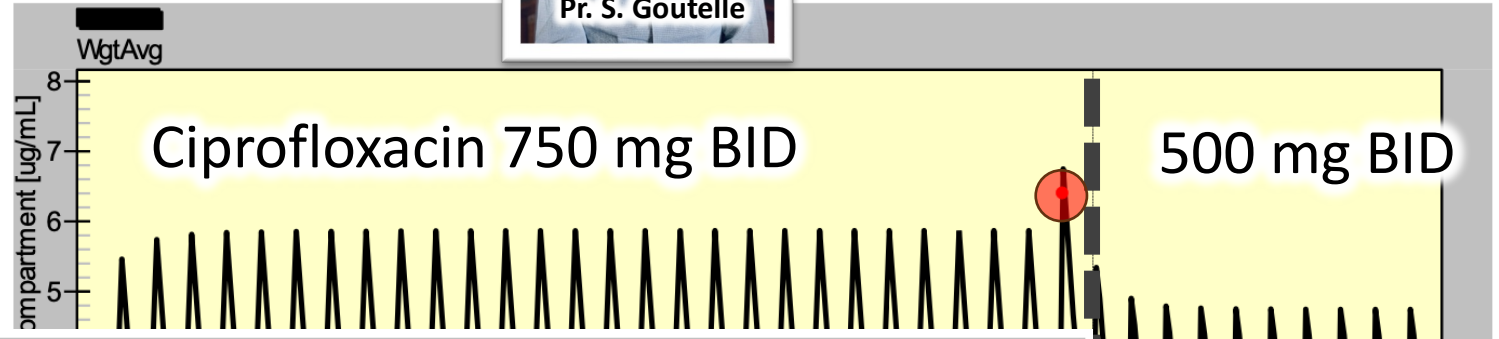 Pr. S. Goutelle
WgtAvg
8
Ciprofloxacin 750 mg BID
500 mg BID
7
6
5
ompartment [ug/mL]